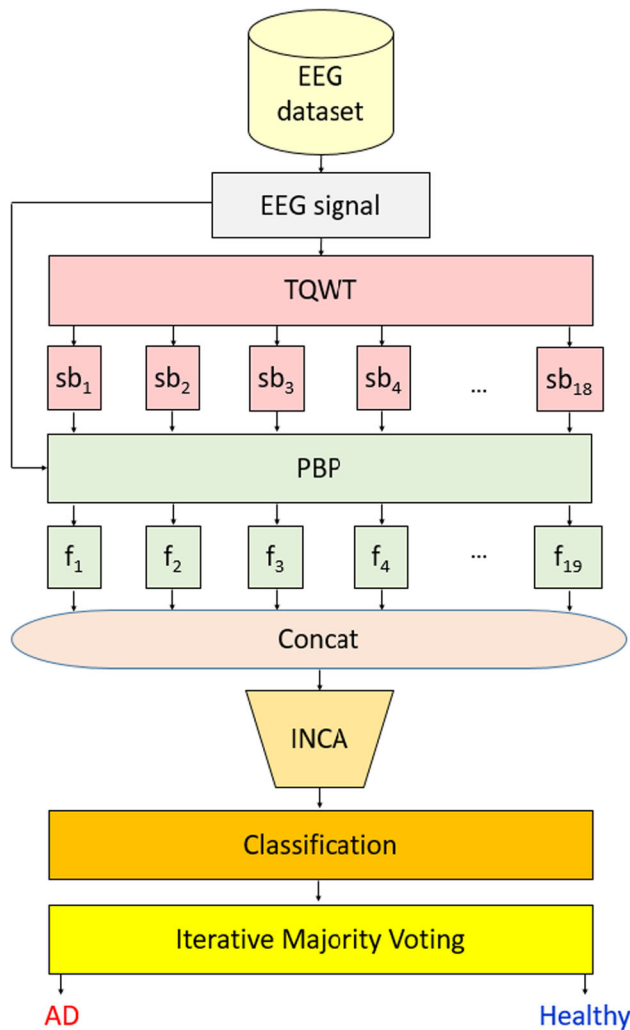 EEG
dataset
EEG signal
TQWT
sb₁ sb₂ sb₃ sb₄ ... sb₁₈
PBP
f₁ f₂ f₃ f₄ ... f₁₉
Concat
INCA
Classification
Iterative Majority Voting
AD Healthy